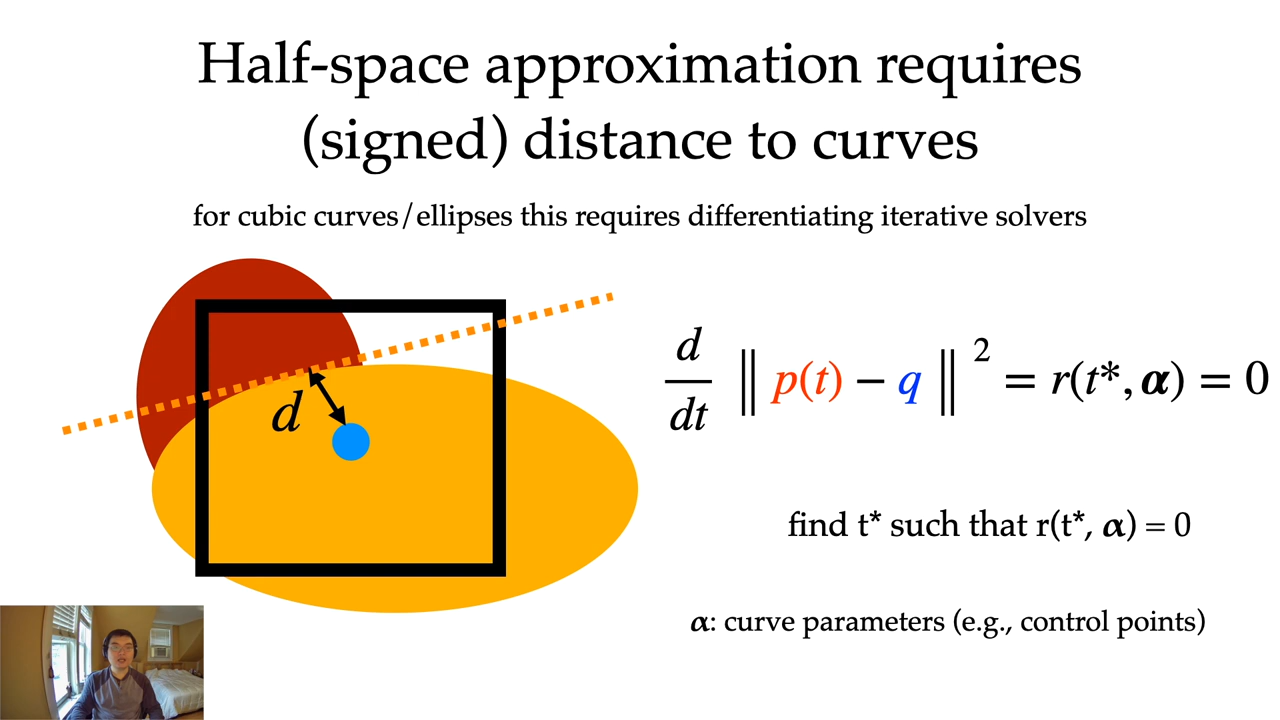 Half-space approximation requires
(signed) distance to curves
for cubic curves/ellipses this requires differentiating iterative solvers
d
d/dt ‖ p(t) − q ‖² = r(t*, α) = 0
find t* such that r(t*, α) = 0
α: curve parameters (e.g., control points)